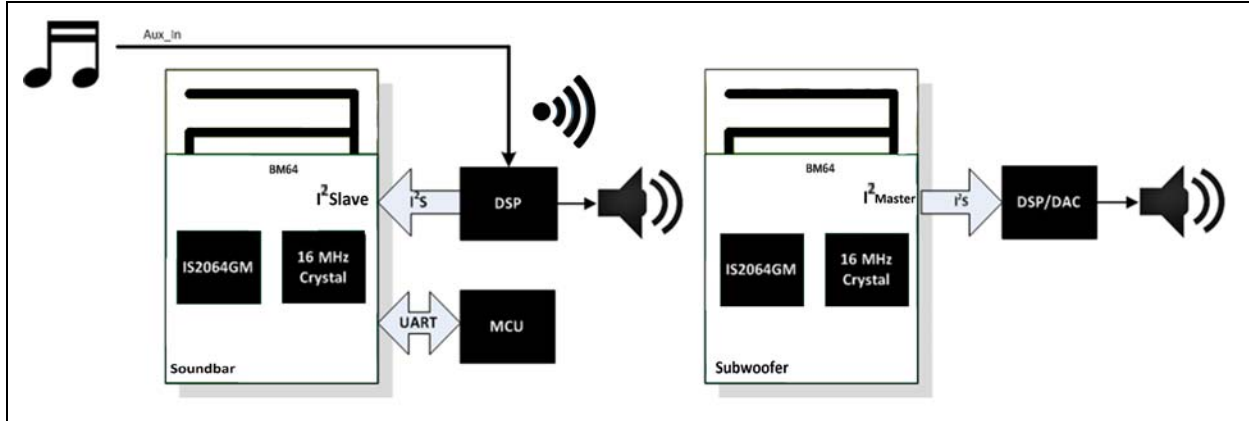 Aux_In
BM64
I²Slave
I²S
DSP
IS2064GM
16 MHz
Crystal
UART
MCU
Soundbar
BM64
I²Master
I²S
DSP/DAC
IS2064GM
16 MHz
Crystal
Subwoofer